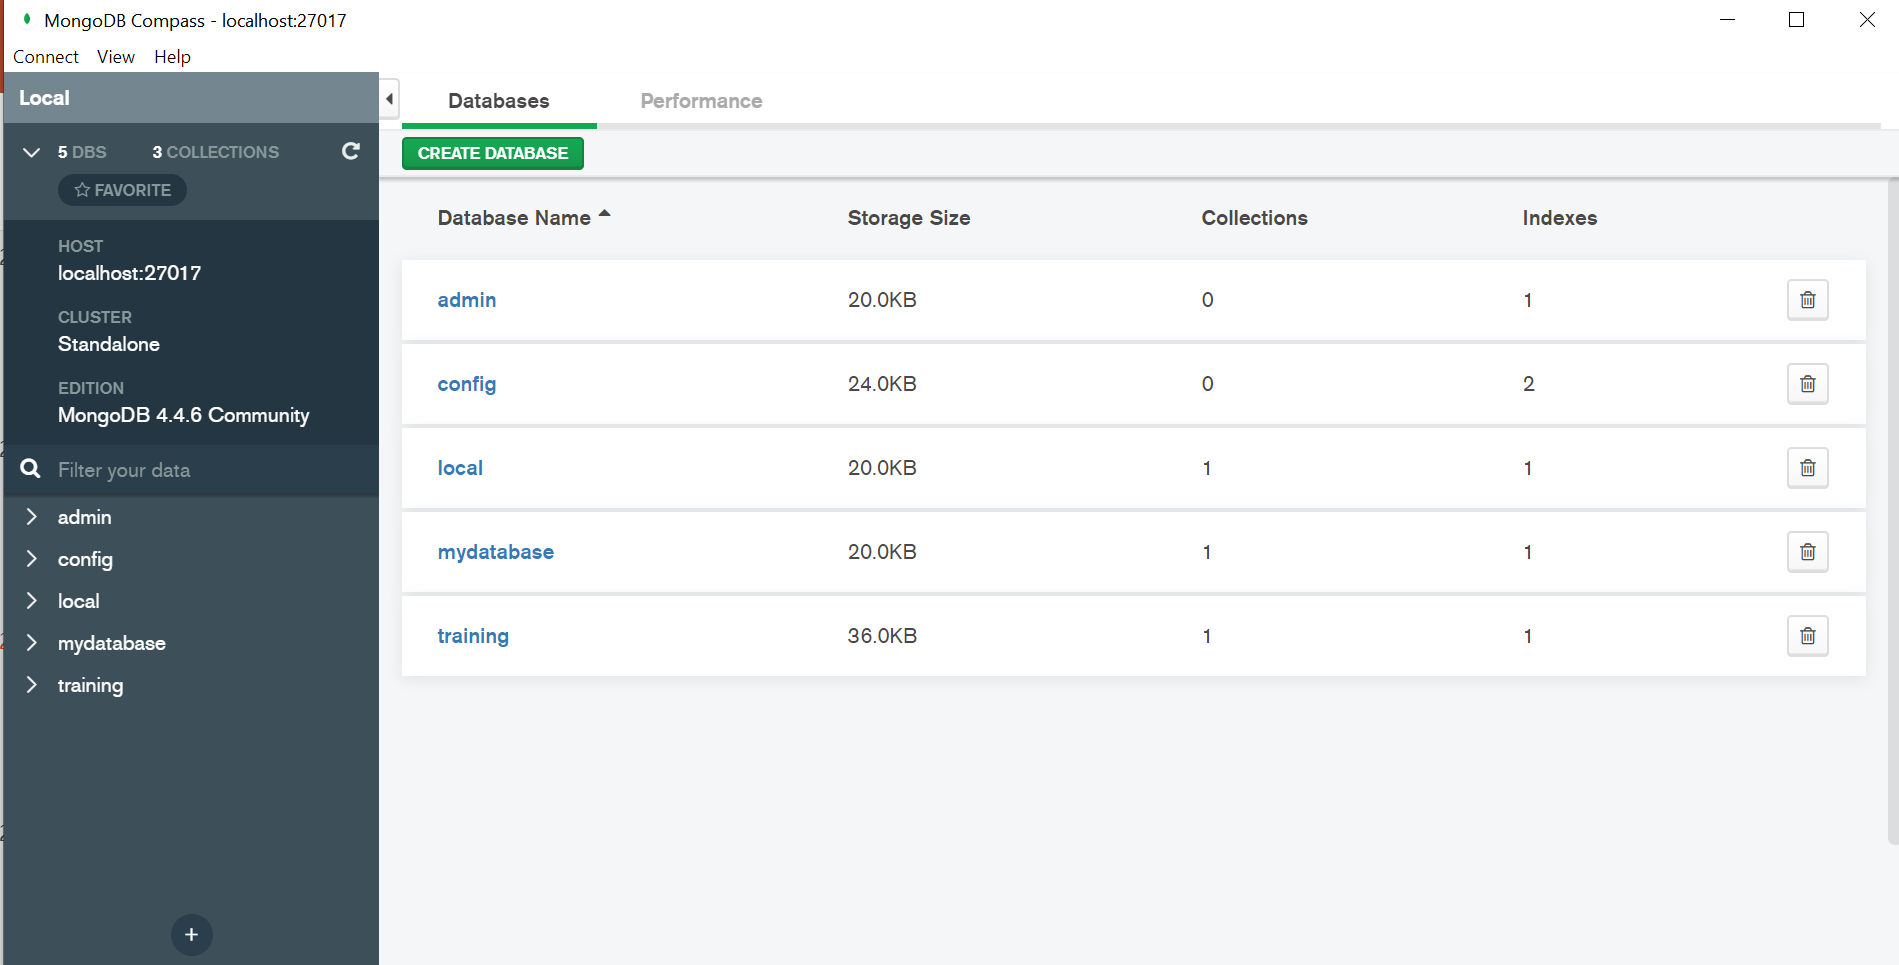 MongoDB Compass - localhost:27017
Connect View Help
Local
Databases Performance
5 DBS 3 COLLECTIONS
CREATE DATABASE
FAVORITE
HOST
localhost:27017
CLUSTER
Standalone
EDITION
MongoDB 4.4.6 Community
Filter your data
admin
config
local
mydatabase
training
+
Database Name Storage Size Collections Indexes
admin 20.0KB 0 1
config 24.0KB 0 2
local 20.0KB 1 1
mydatabase 20.0KB 1 1
training 36.0KB 1 1